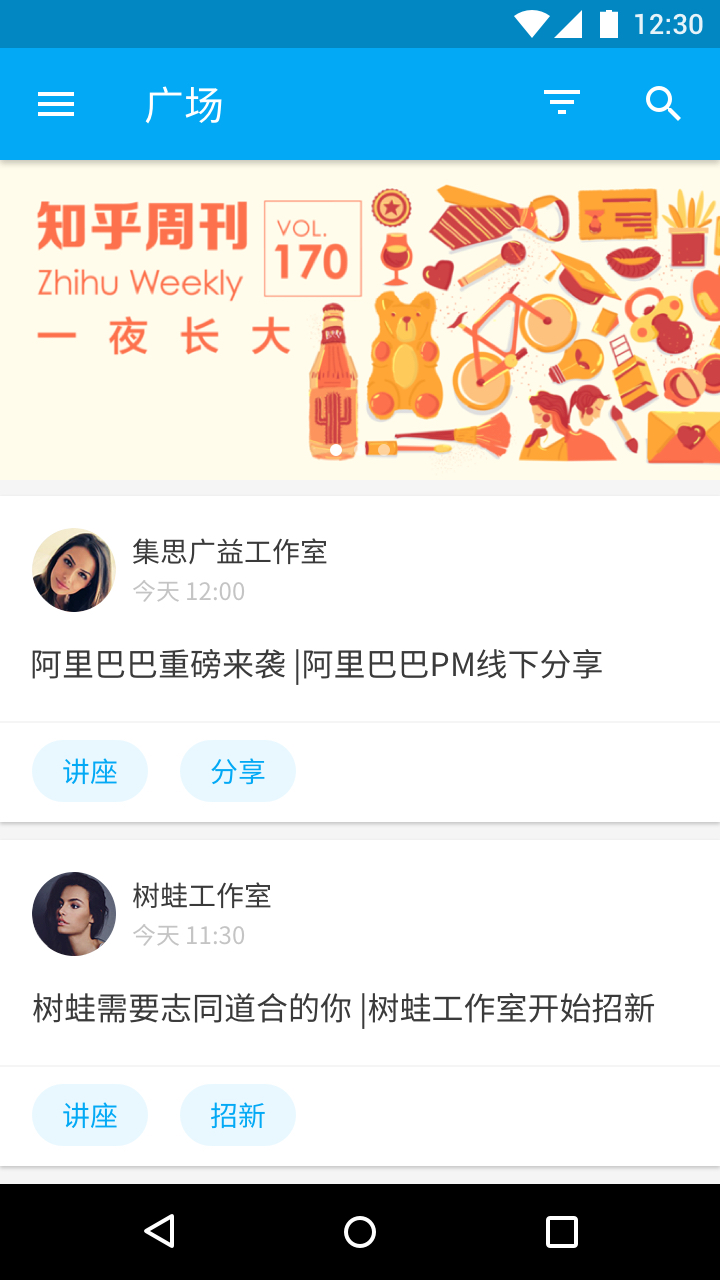 12:30
广场
知乎周刊
VOL.
170
Zhihu Weekly
一夜长大
集思广益工作室
今天 12:00
阿里巴巴重磅来袭 |阿里巴巴PM线下分享
讲座
分享
树蛙工作室
今天 11:30
树蛙需要志同道合的你 |树蛙工作室开始招新
讲座
招新